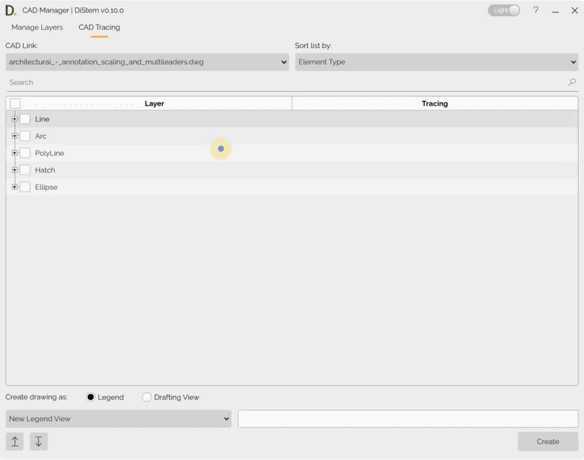 D. CAD Manager | DiStem v0.10.0 Light ?
Manage Layers CAD Tracing
CAD Link: Sort list by:
architectural_-_annotation_scaling_and_multileaders.dwg Element Type
Search
Layer Tracing
Line
Arc
PolyLine
Hatch
Ellipse
Create drawing as: Legend Drafting View
New Legend View
Create